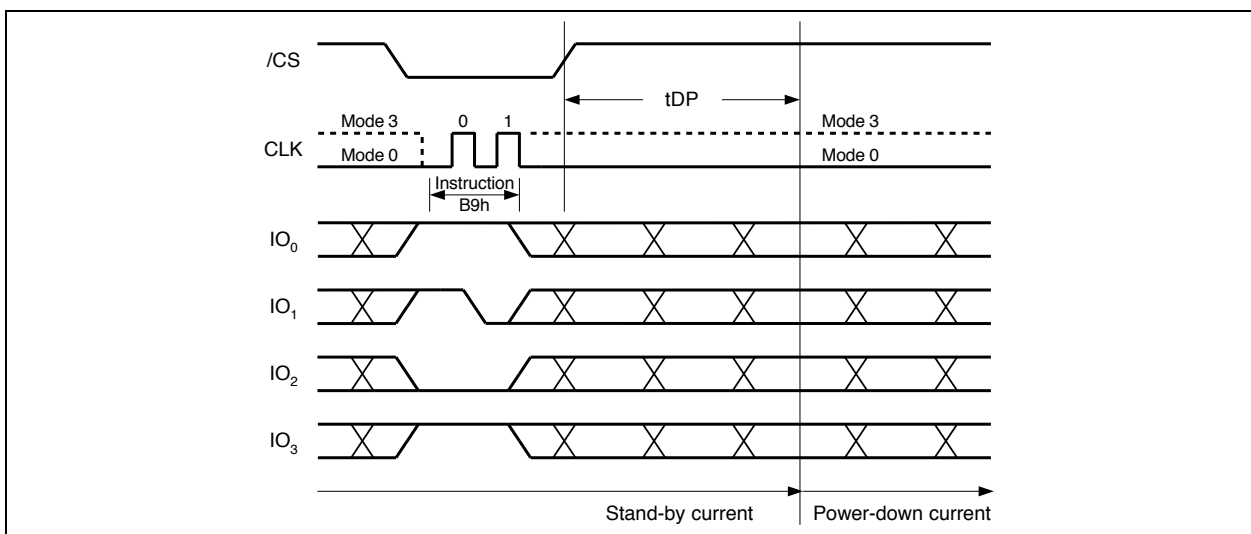 /CS
tDP
Mode 3 0 1 Mode 3
CLK
Mode 0 Mode 0
Instruction
B9h
IO0
IO1
IO2
IO3
Stand-by current Power-down current